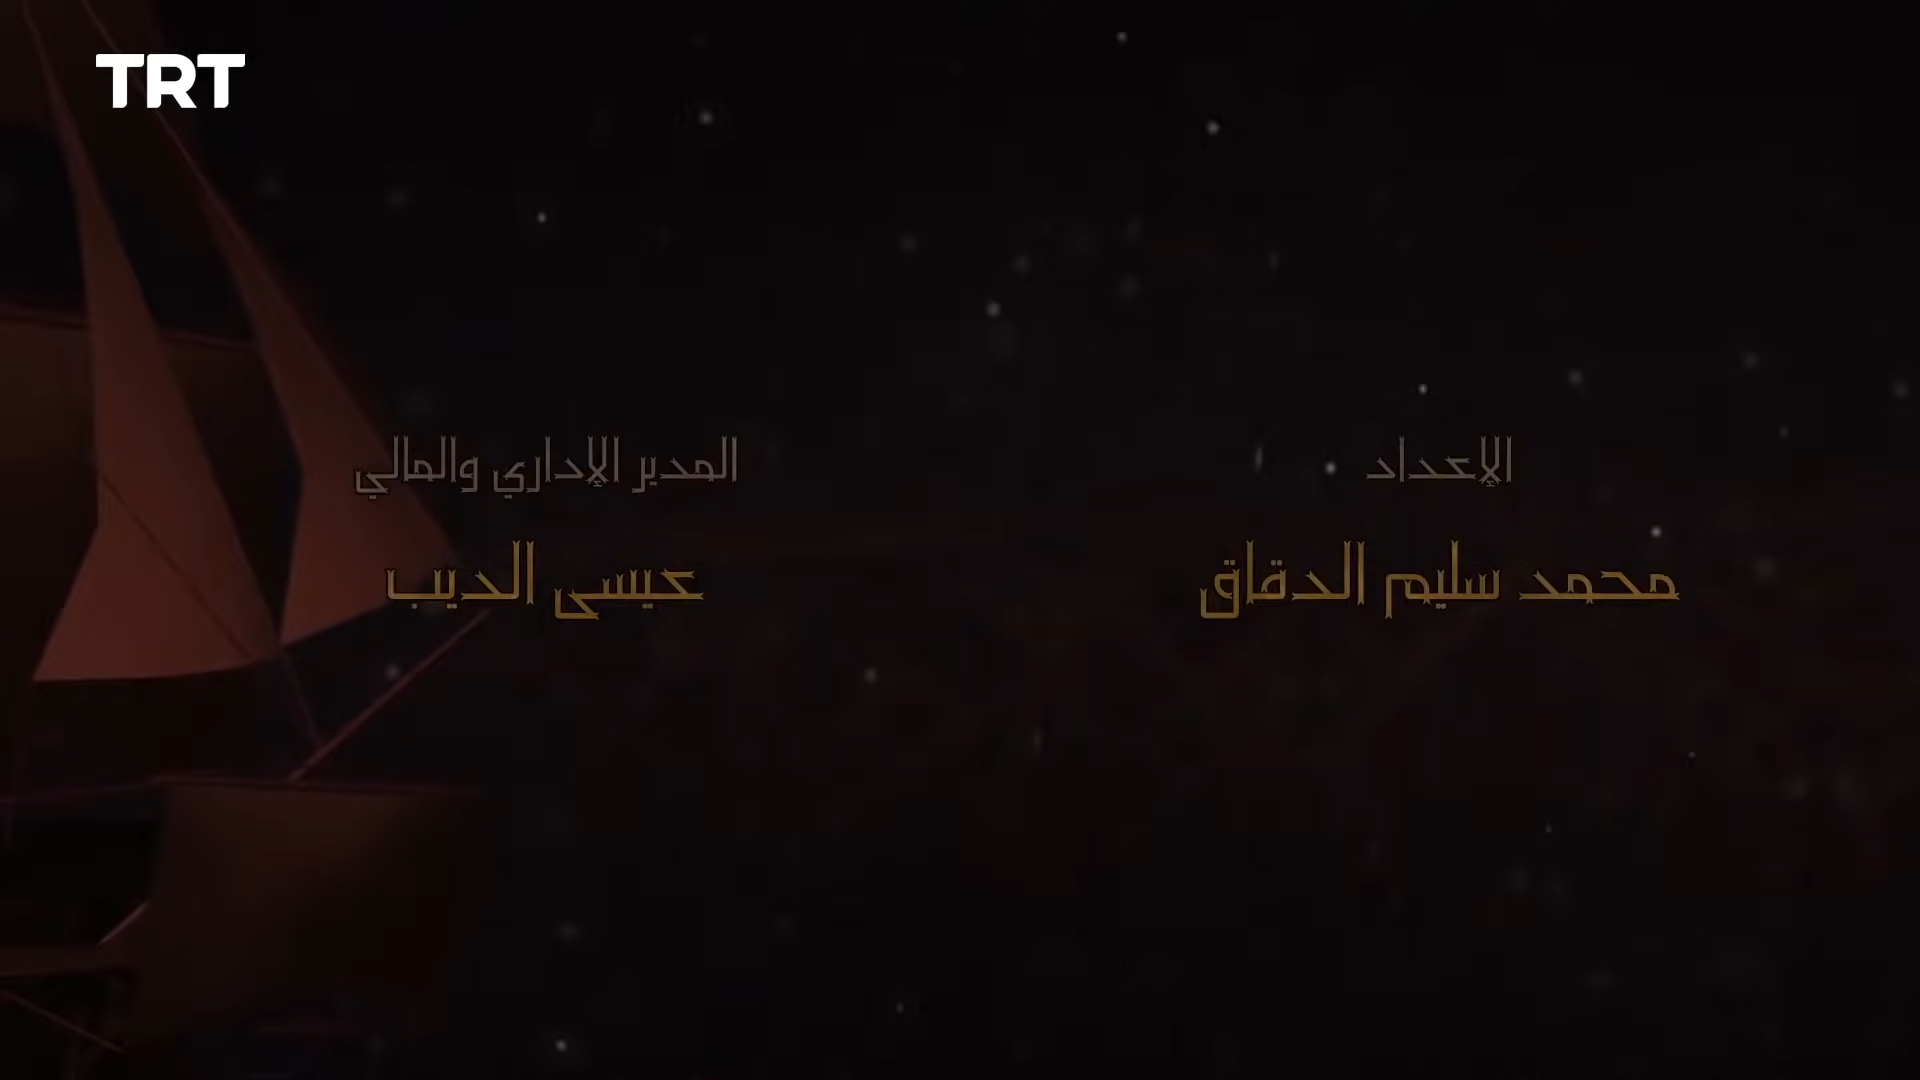 TRT
الإعداد
محمد سليم الدقاق
المدير الإداري والمالي
عيسى الديب